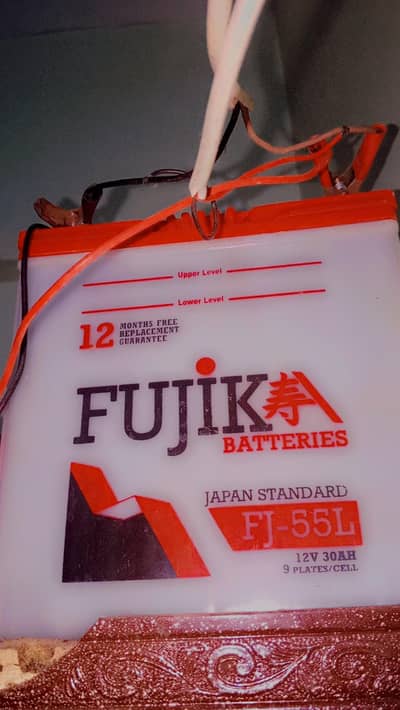 Upper Level
Lower Level
12 MONTHS FREE
REPLACEMENT
GUARANTEE
FUJIK寿
BATTERIES
JAPAN STANDARD
FJ-55L
12V 30AH
9 PLATES/CELL